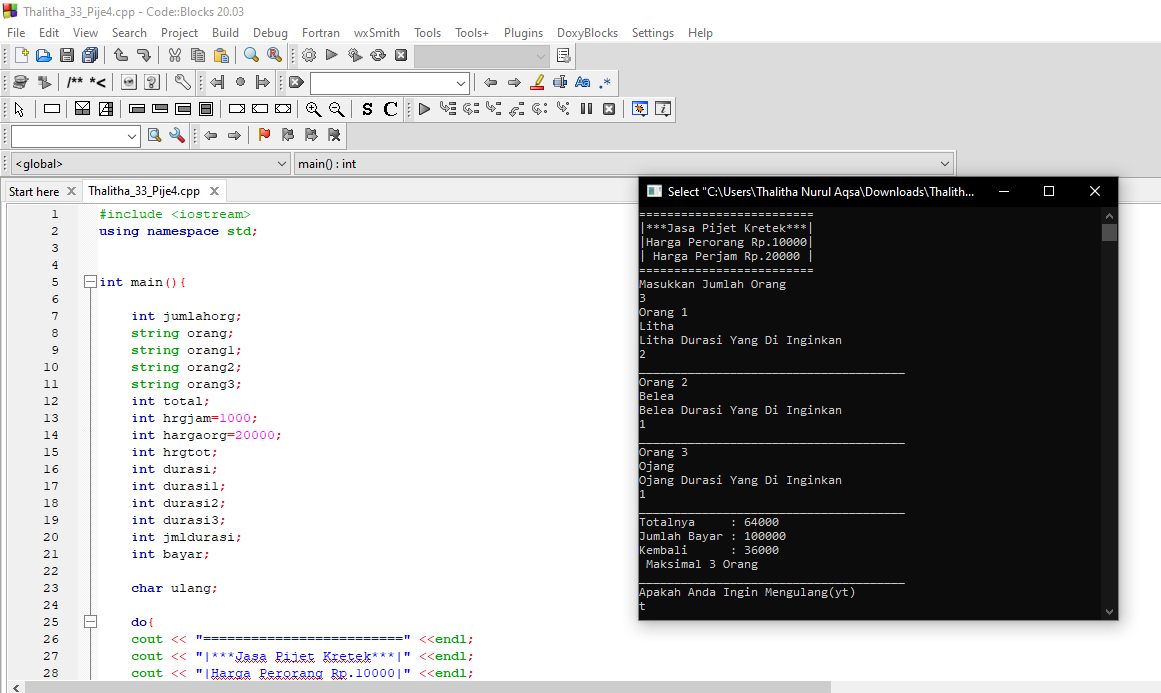 Thalitha_33_Pije4.cpp - Code::Blocks 20.03
File Edit View Search Project Build Debug Fortran wxSmith Tools Tools+ Plugins DoxyBlocks Settings Help
/** *<
Aa .*
S C
<global>
main() : int
Start here
Thalitha_33_Pije4.cpp
1 #include <iostream>
2 using namespace std;
3
4
5 int main(){
6
7 int jumlahorg;
8 string orang;
9 string orang1;
10 string orang2;
11 string orang3;
12 int total;
13 int hrgjam=1000;
14 int hargaorg=20000;
15 int hrgtot;
16 int durasi;
17 int durasi1;
18 int durasi2;
19 int durasi3;
20 int jmldurasi;
21 int bayar;
22
23 char ulang;
24
25 do{
26 cout << "=========================" <<endl;
27 cout << "|***Jasa Pijet Kretek***|" <<endl;
28 cout << "|Harga Perorang Rp.10000|" <<endl;
Select "C:\Users\Thalitha Nurul Aqsa\Downloads\Thalith...
=========================
|***Jasa Pijet Kretek***|
|Harga Perorang Rp.10000|
| Harga Perjam Rp.20000 |
=========================
Masukkan Jumlah Orang
3
Orang 1
Litha
Litha Durasi Yang Di Inginkan
2
______________________________________
Orang 2
Belea
Belea Durasi Yang Di Inginkan
1
______________________________________
Orang 3
Ojang
Ojang Durasi Yang Di Inginkan
1
______________________________________
Totalnya : 64000
Jumlah Bayar : 100000
Kembali : 36000
Maksimal 3 Orang
______________________________________
Apakah Anda Ingin Mengulang(yt)
t